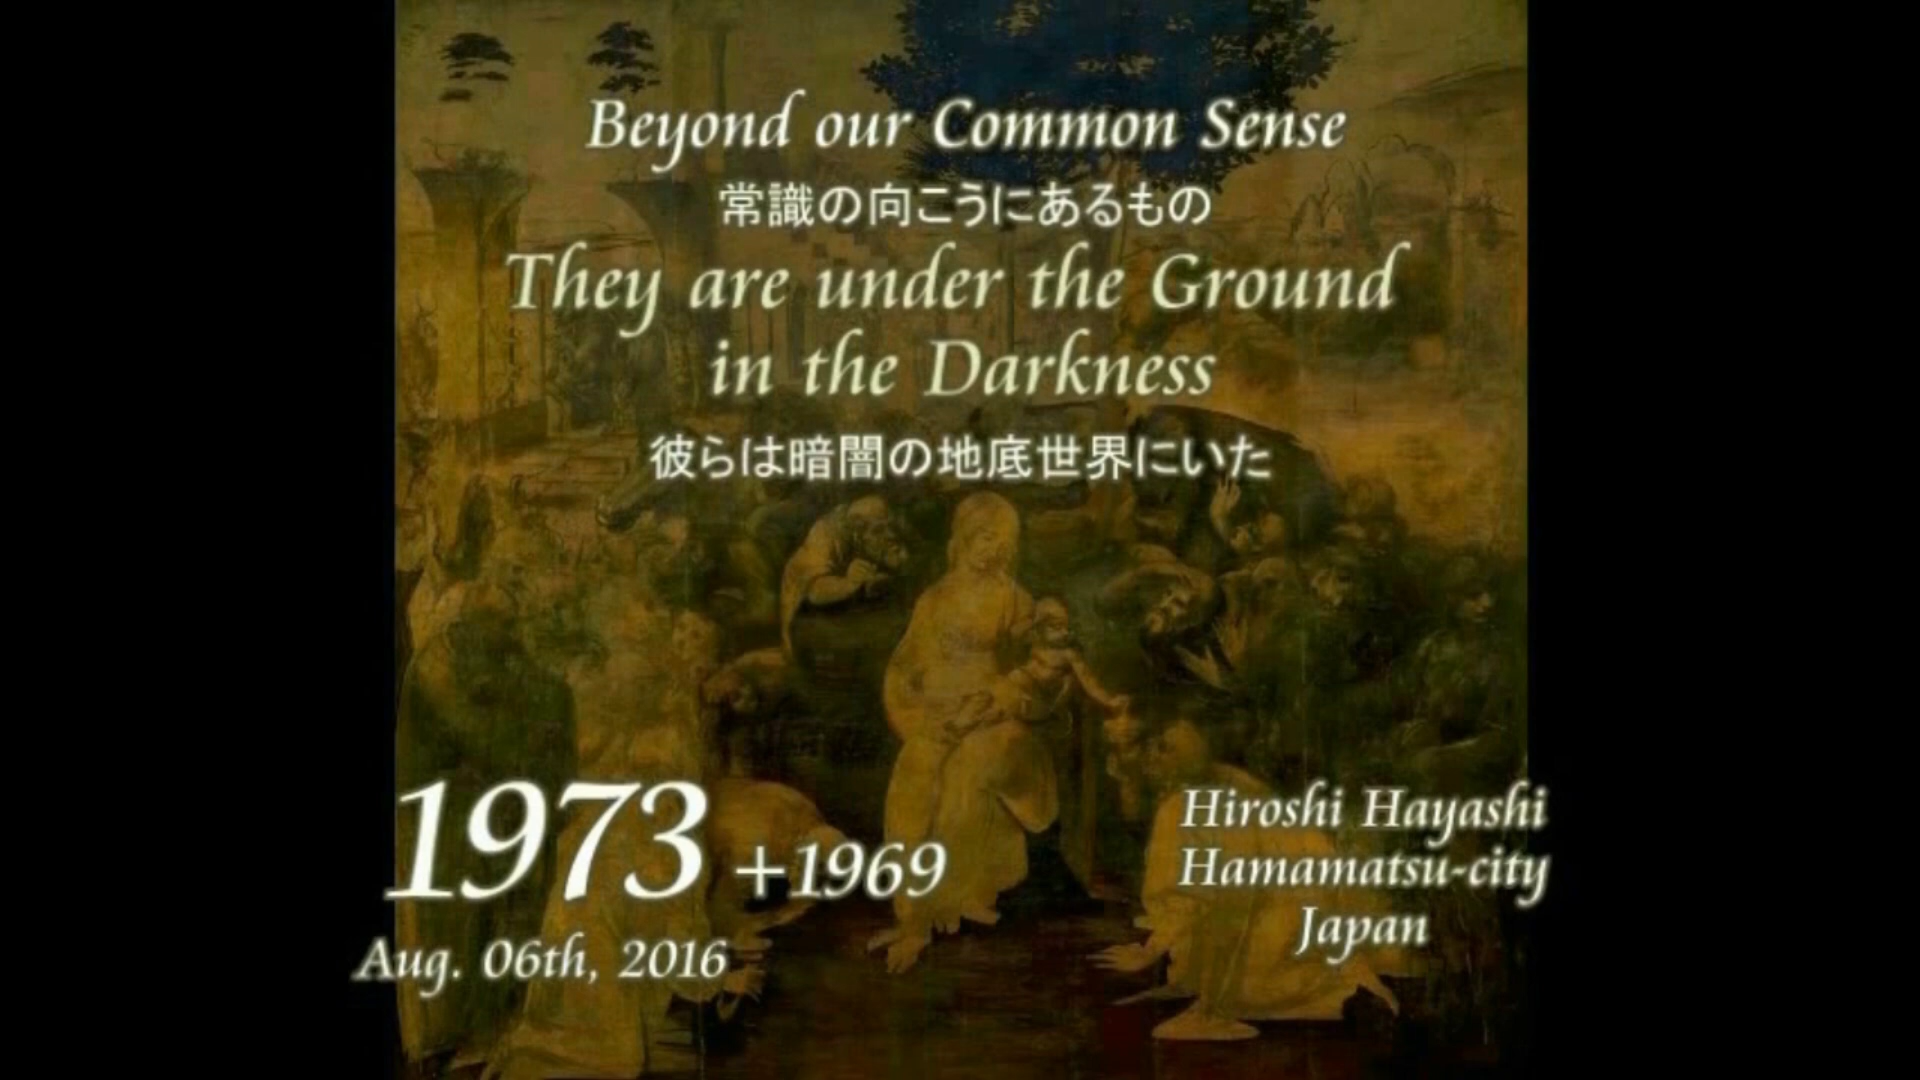 Beyond our Common Sense
常識の向こうにあるもの
They are under the Ground
in the Darkness
彼らは暗闇の地底世界にいた
1973 +1969
Aug. 06th, 2016
Hiroshi Hayashi
Hamamatsu-city
Japan